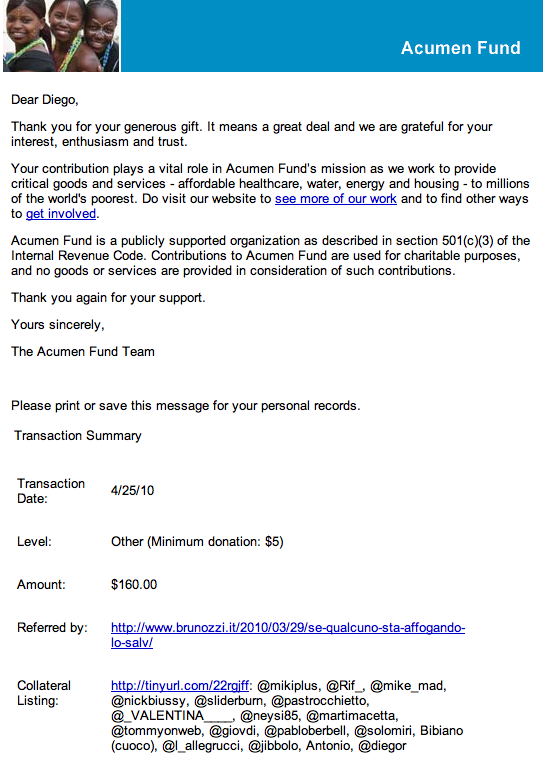 Acumen Fund
Dear Diego,
Thank you for your generous gift. It means a great deal and we are grateful for your
interest, enthusiasm and trust.
Your contribution plays a vital role in Acumen Fund's mission as we work to provide
critical goods and services - affordable healthcare, water, energy and housing - to millions
of the world's poorest. Do visit our website to see more of our work and to find other ways
to get involved.
Acumen Fund is a publicly supported organization as described in section 501(c)(3) of the
Internal Revenue Code. Contributions to Acumen Fund are used for charitable purposes,
and no goods or services are provided in consideration of such contributions.
Thank you again for your support.
Yours sincerely,
The Acumen Fund Team
Please print or save this message for your personal records.
Transaction Summary
Transaction
Date:
4/25/10
Level:
Other (Minimum donation: $5)
Amount:
$160.00
Referred by:
http://www.brunozzi.it/2010/03/29/se-qualcuno-sta-affogando-
lo-salv/
Collateral
Listing:
http://tinyurl.com/22rgjff: @mikiplus, @Rif_, @mike_mad,
@nickbiussy, @sliderburn, @pastrocchietto,
@_VALENTINA____, @neysi85, @martimacetta,
@tommyonweb, @giovdi, @pabloberbell, @solomiri, Bibiano
(cuoco), @l_allegrucci, @jibbolo, Antonio, @diegor